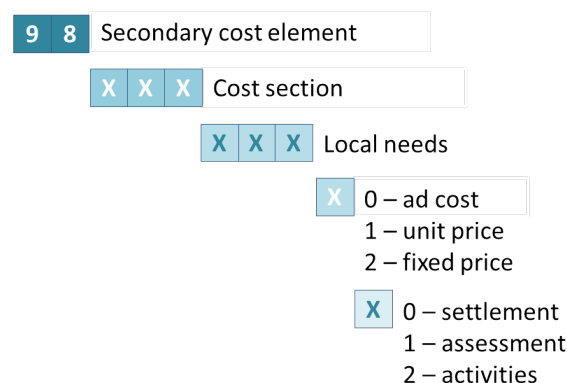 9 8 Secondary cost element
X X X Cost section
X X X Local needs
X 0 – ad cost
1 – unit price
2 – fixed price
X 0 – settlement
1 – assessment
2 – activities